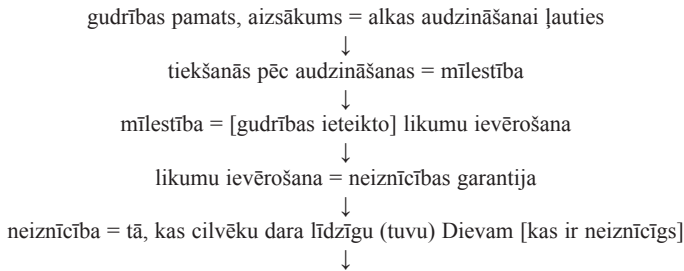 gudrības pamats, aizsākums = alkas audzināšanai ļauties
↓
tiekšanās pēc audzināšanas = mīlestība
↓
mīlestība = [gudrības ieteikto] likumu ievērošana
↓
likumu ievērošana = neiznīcības garantija
↓
neiznīcība = tā, kas cilvēku dara līdzīgu (tuvu) Dievam [kas ir neiznīcīgs]
↓